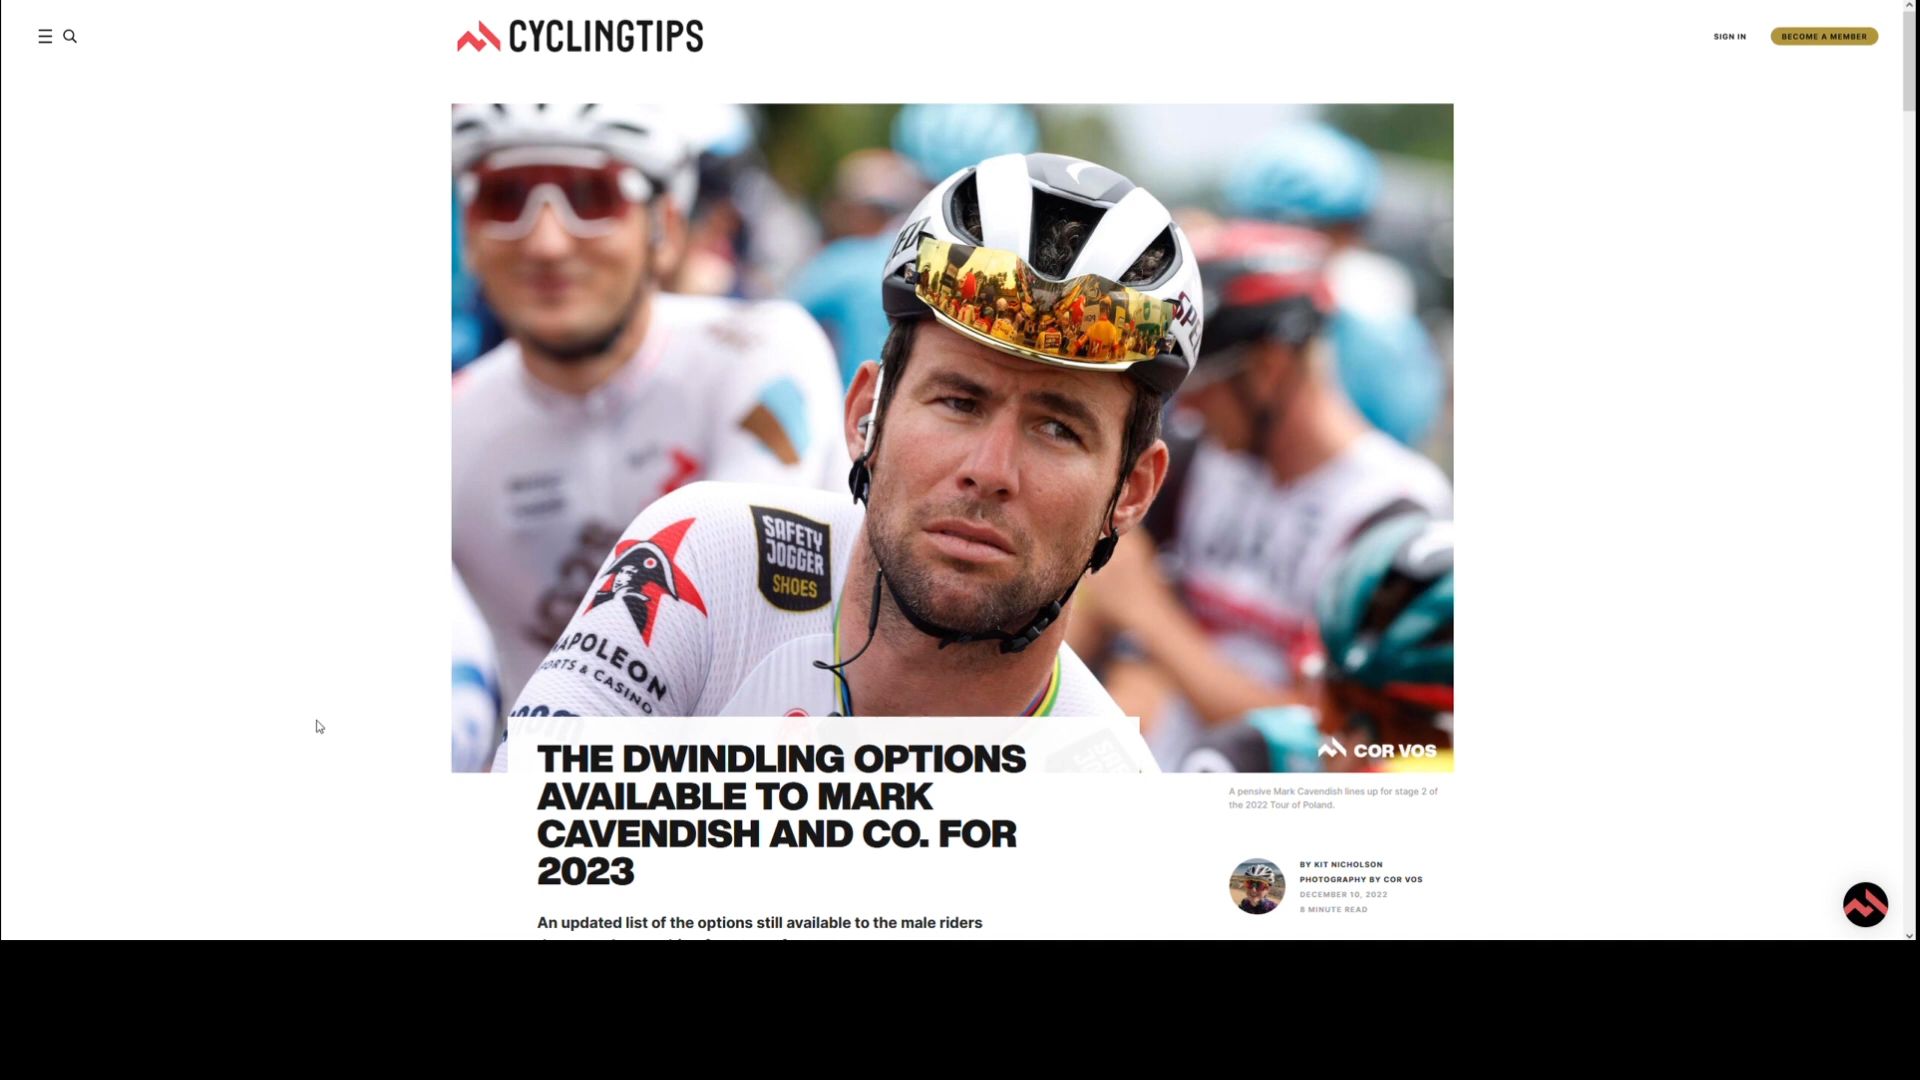 CYCLINGTIPS
SIGN IN
BECOME A MEMBER
SAFETY
JOGGER
SHOES
SPORTS & CASINO
THE DWINDLING OPTIONS
AVAILABLE TO MARK
CAVENDISH AND CO. FOR
2023
COR VOS
A pensive Mark Cavendish lines up for stage 2 of
the 2022 Tour of Poland.
BY KIT NICHOLSON
PHOTOGRAPHY BY COR VOS
DECEMBER 10, 2022
8 MINUTE READ
An updated list of the options still available to the male riders